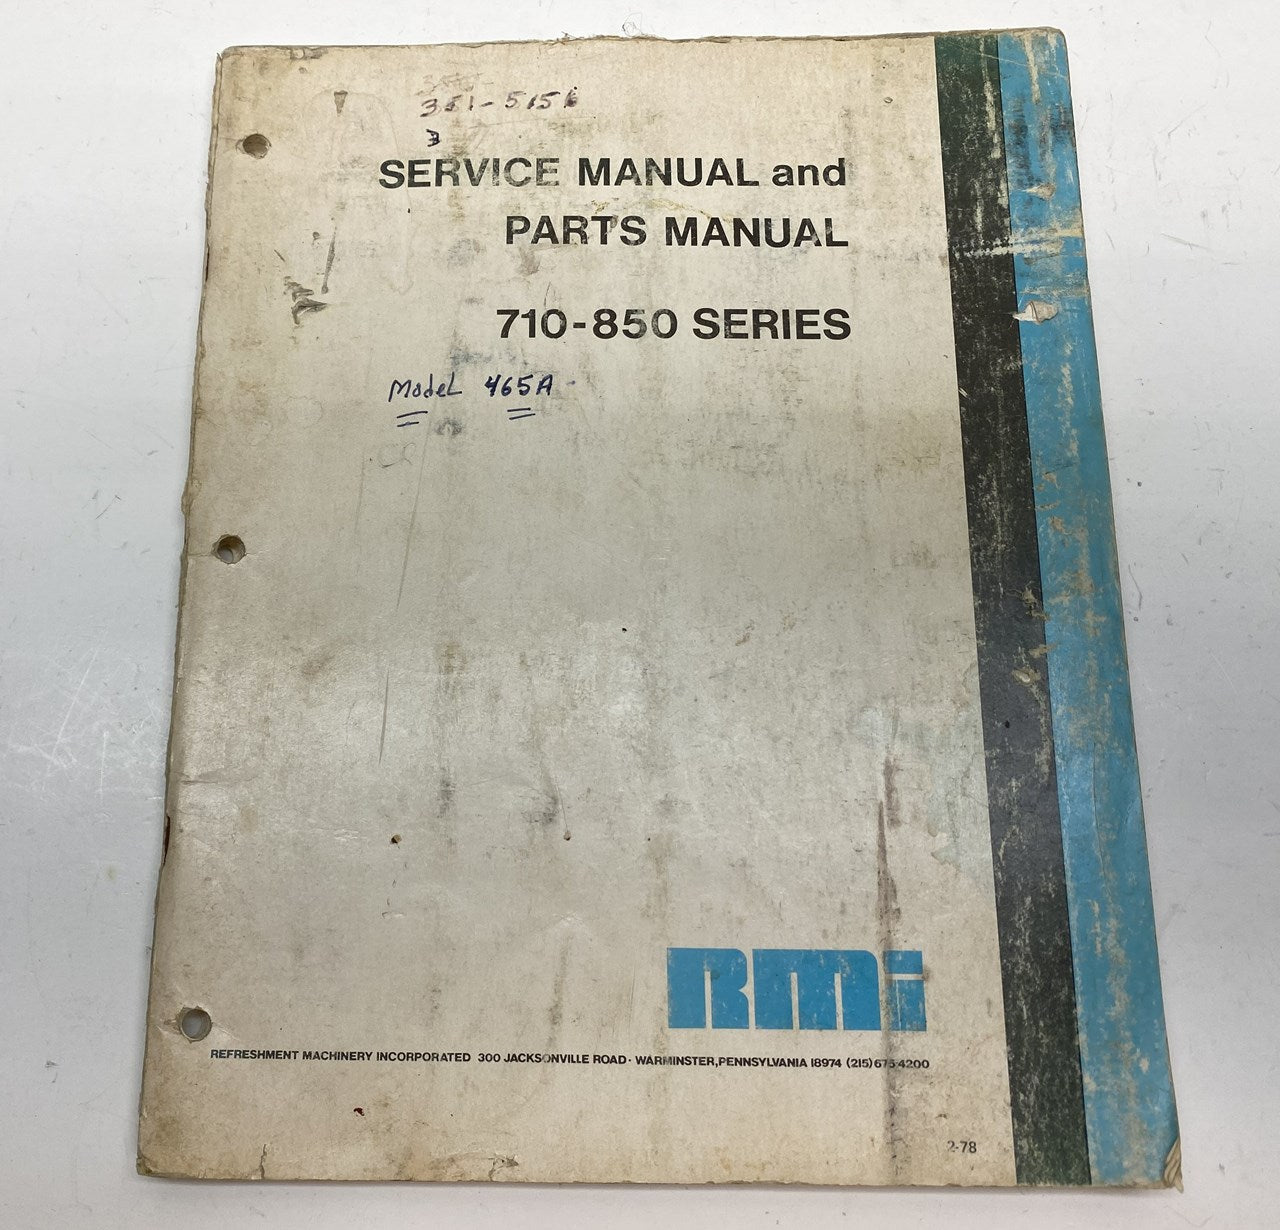 351-5156
SERVICE MANUAL and
PARTS MANUAL
710-850 SERIES
Model 465A
RMi
REFRESHMENT MACHINERY INCORPORATED 300 JACKSONVILLE ROAD · WARMINSTER, PENNSYLVANIA 18974 (215) 675-4200
2-78